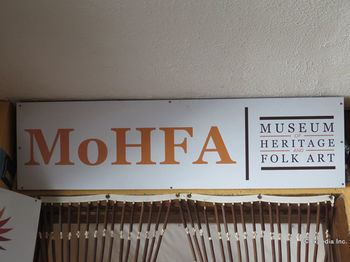 MoHFA
MUSEUM
OF
HERITAGE
AND
FOLK ART